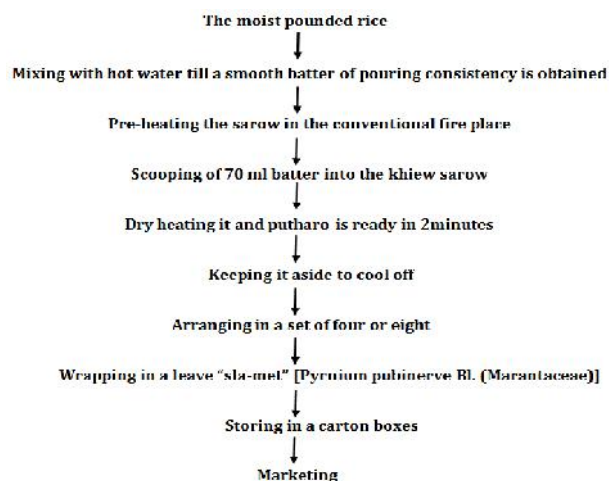 The moist pounded rice
Mixing with hot water till a smooth batter of pouring consistency is obtained
Pre-heating the sarow in the conventional fire place
Scooping of 70 ml batter into the khiew sarow
Dry heating it and putharo is ready in 2minutes
Keeping it aside to cool off
Arranging in a set of four or eight
Wrapping in a leave "sla-met" [Pyrnium pubinerve Bl. (Marantaceae)]
Storing in a carton boxes
Marketing